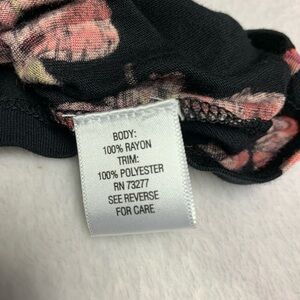 BODY:
100% RAYON
TRIM:
100% POLYESTER
RN 73277
SEE REVERSE
FOR CARE